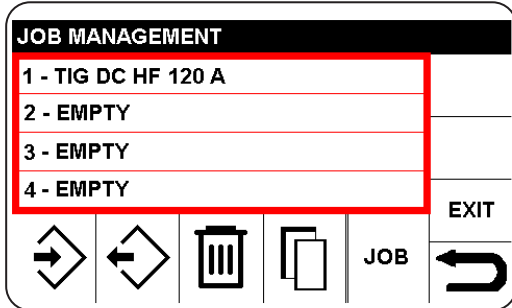 JOB MANAGEMENT
1 - TIG DC HF 120 A
2 - EMPTY
3 - EMPTY
4 - EMPTY
EXIT
JOB